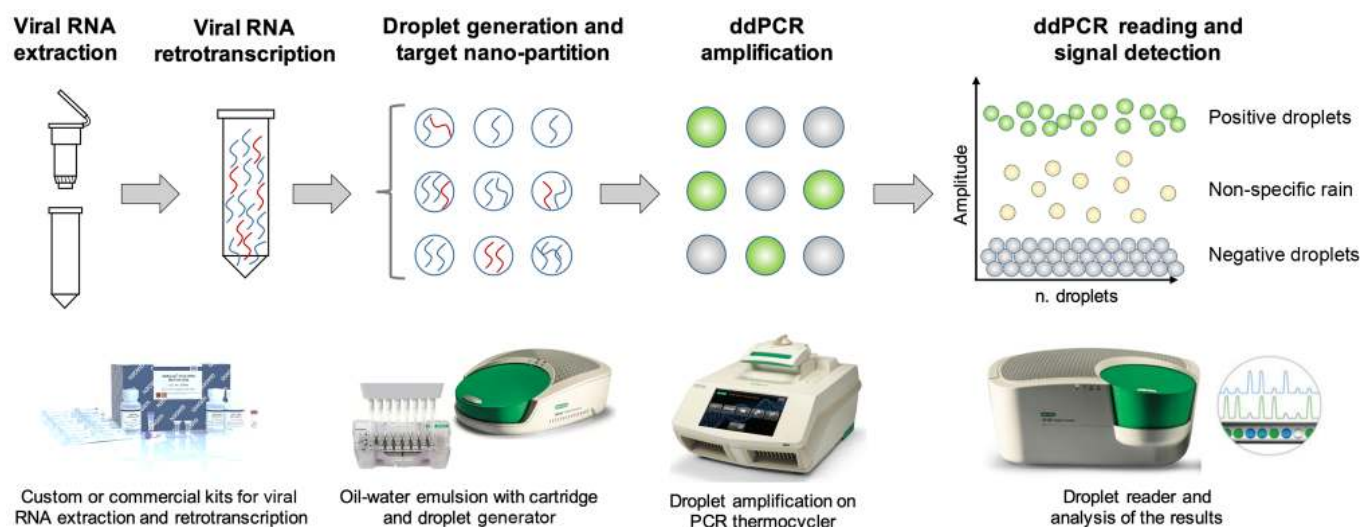 Viral RNA
extraction
Viral RNA
retrotranscription
Droplet generation and
target nano-partition
ddPCR
amplification
ddPCR reading and
signal detection
Amplitude
n. droplets
Positive droplets
Non-specific rain
Negative droplets
Custom or commercial kits for viral
RNA extraction and retrotranscription
Oil-water emulsion with cartridge
and droplet generator
Droplet amplification on
PCR thermocycler
Droplet reader and
analysis of the results